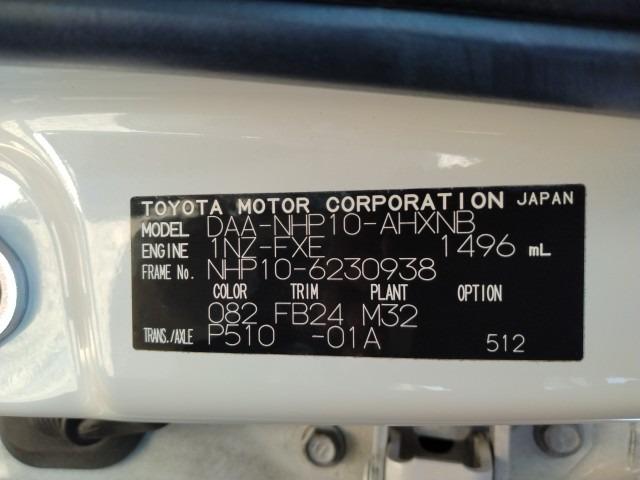 TOYOTA MOTOR CORPORATION JAPAN
MODEL DAA-NHP10-AHXNB
ENGINE 1NZ-FXE 1496 mL
FRAME No. NHP10-6230938
COLOR TRIM PLANT OPTION
082 FB24 M32
TRANS./AXLE P510 -01A 512